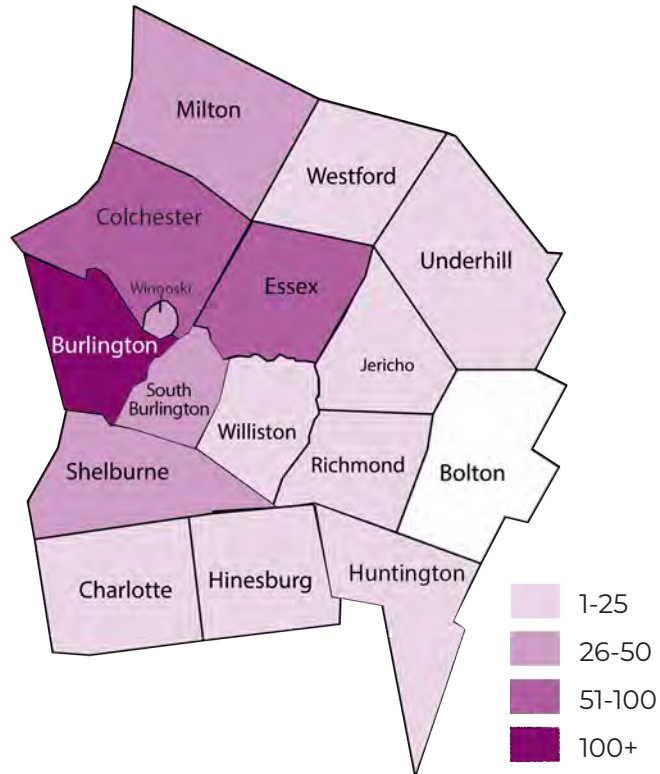 Milton
Westford
Colchester
Underhill
Essex
Winooski
Burlington
Jericho
South
Burlington
Williston
Richmond
Shelburne
Bolton
Huntington
Hinesburg
Charlotte
1-25
26-50
51-100
100+